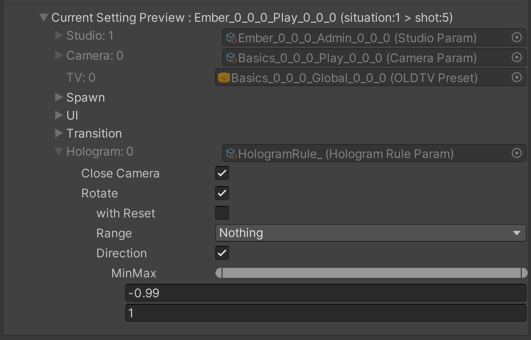 Current Setting Preview : Ember_0_0_0_Play_0_0_0 (situation:1 > shot:5)
Studio: 1 Ember_0_0_0_Admin_0_0_0 (Studio Param)
Camera: 0 Basics_0_0_0_Play_0_0_0 (Camera Param)
TV: 0 Basics_0_0_0_Global_0_0_0 (OLDTV Preset)
Spawn
UI
Transition
Hologram: 0 HologramRule_ (Hologram Rule Param)
Close Camera
Rotate
with Reset
Range Nothing
Direction
MinMax
-0.99
1